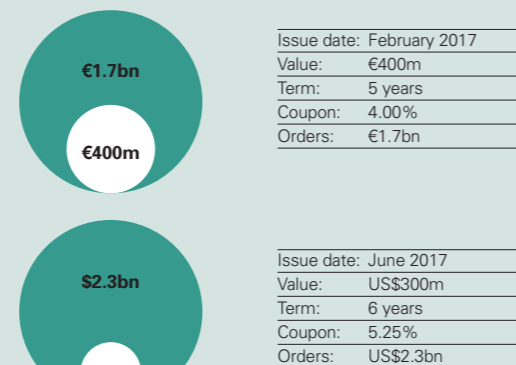 €1.7bn
€400m
Issue date: February 2017
Value: €400m
Term: 5 years
Coupon: 4.00%
Orders: €1.7bn
$2.3bn
Issue date: June 2017
Value: US$300m
Term: 6 years
Coupon: 5.25%
Orders: US$2.3bn